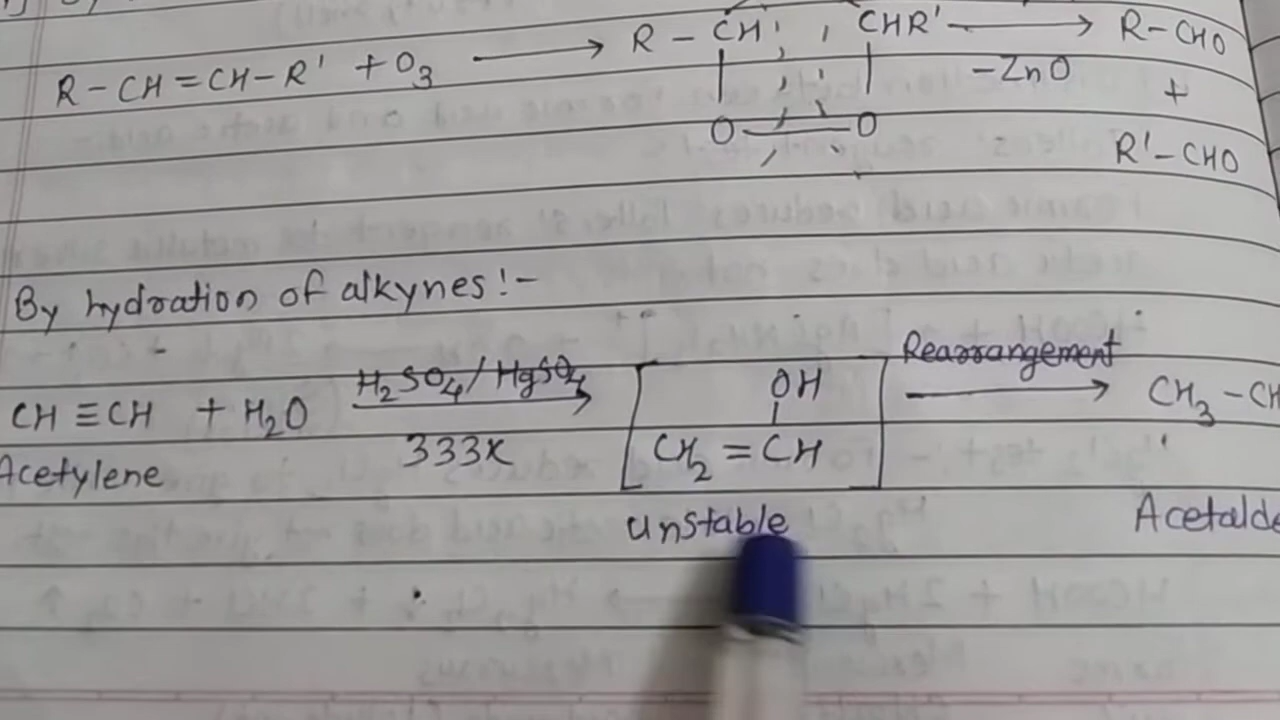 R - CH , CHR' → R-CHO
R-CH=CH-R' + O3 → -ZnO
+
O O
R'-CHO
By hydration of alkynes :-
H2SO4/HgSO4 OH Rearrangement
CH≡CH + H2O → CH2=CH → CH3-CH
333K
Acetylene
Unstable Acetalde